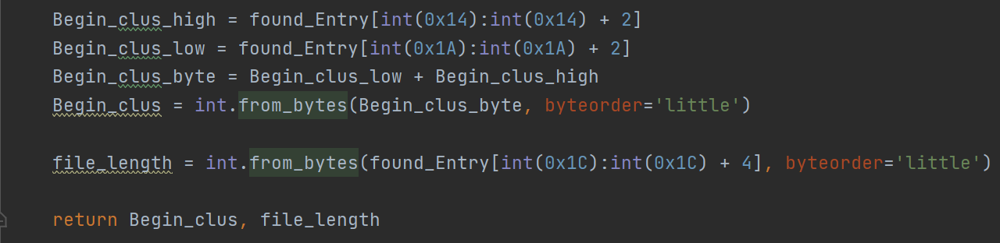 Begin_clus_high = found_Entry[int(0x14):int(0x14) + 2]
Begin_clus_low = found_Entry[int(0x1A):int(0x1A) + 2]
Begin_clus_byte = Begin_clus_low + Begin_clus_high
Begin_clus = int.from_bytes(Begin_clus_byte, byteorder='little')
file_length = int.from_bytes(found_Entry[int(0x1C):int(0x1C) + 4], byteorder='little')
return Begin_clus, file_length